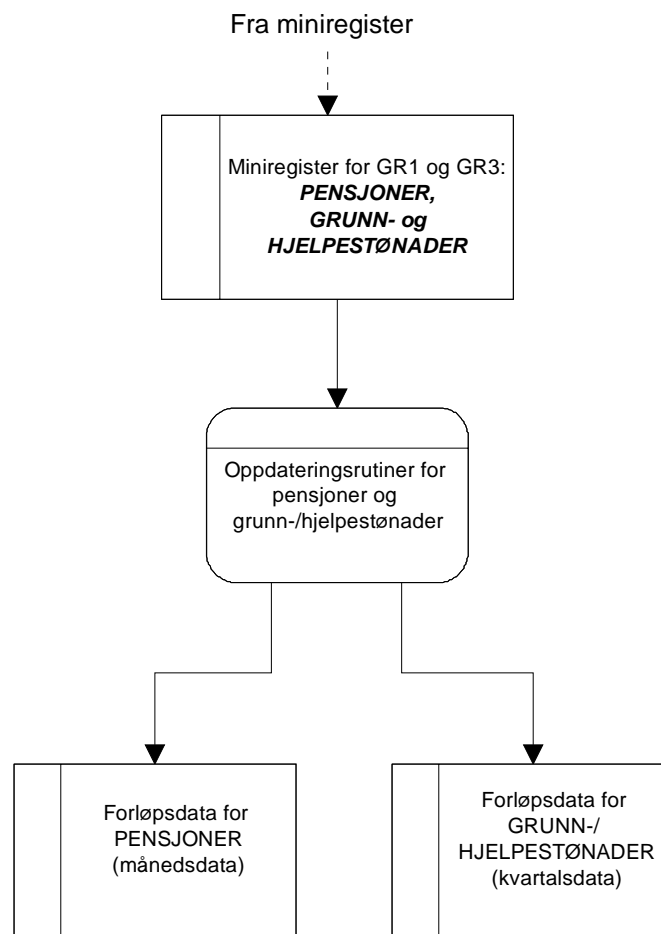 Fra miniregister
Miniregister for GR1 og GR3:
PENSJONER,
GRUNN- og
HJELPESTØNADER
Oppdateringsrutiner for
pensjoner og
grunn-/hjelpestønader
Forløpsdata for
PENSJONER
(månedsdata)
Forløpsdata for
GRUNN-/
HJELPESTØNADER
(kvartalsdata)